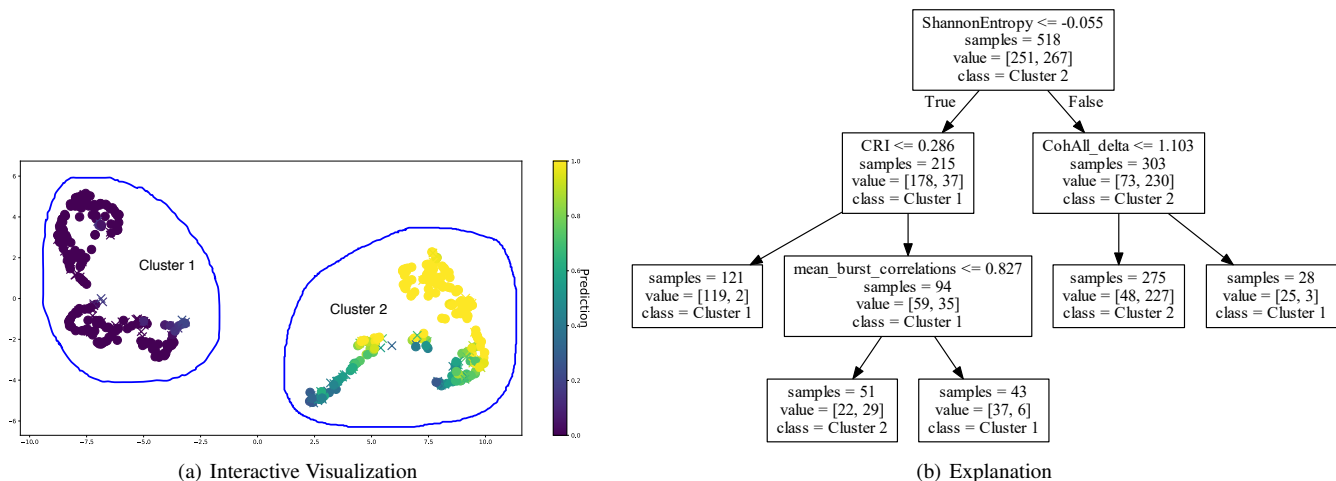 6
4
2
0
−2
−4
−6
−10.0
−7.5
−5.0
−2.5
0.0
2.5
5.0
7.5
10.0
Cluster 1
Cluster 2
1.0
0.8
0.6
0.4
0.2
0.0
Prediction
(a) Interactive Visualization
ShannonEntropy <= -0.055
samples = 518
value = [251, 267]
class = Cluster 2
True
False
CRI <= 0.286
samples = 215
value = [178, 37]
class = Cluster 1
CohAll_delta <= 1.103
samples = 303
value = [73, 230]
class = Cluster 2
samples = 121
value = [119, 2]
class = Cluster 1
mean_burst_correlations <= 0.827
samples = 94
value = [59, 35]
class = Cluster 1
samples = 275
value = [48, 227]
class = Cluster 2
samples = 28
value = [25, 3]
class = Cluster 1
samples = 51
value = [22, 29]
class = Cluster 2
samples = 43
value = [37, 6]
class = Cluster 1
(b) Explanation